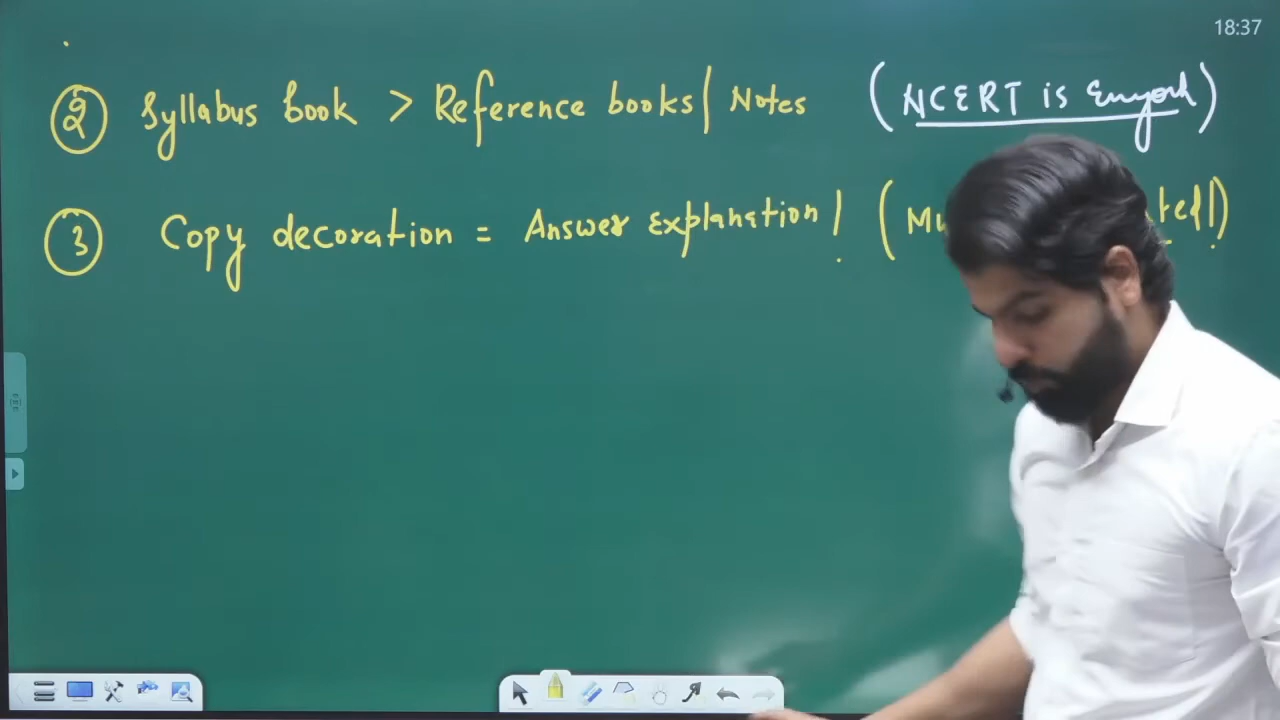 18:37
② Syllabus book > Reference books/ Notes (NCERT is Enough)
③ Copy decoration = Answer explanation! (